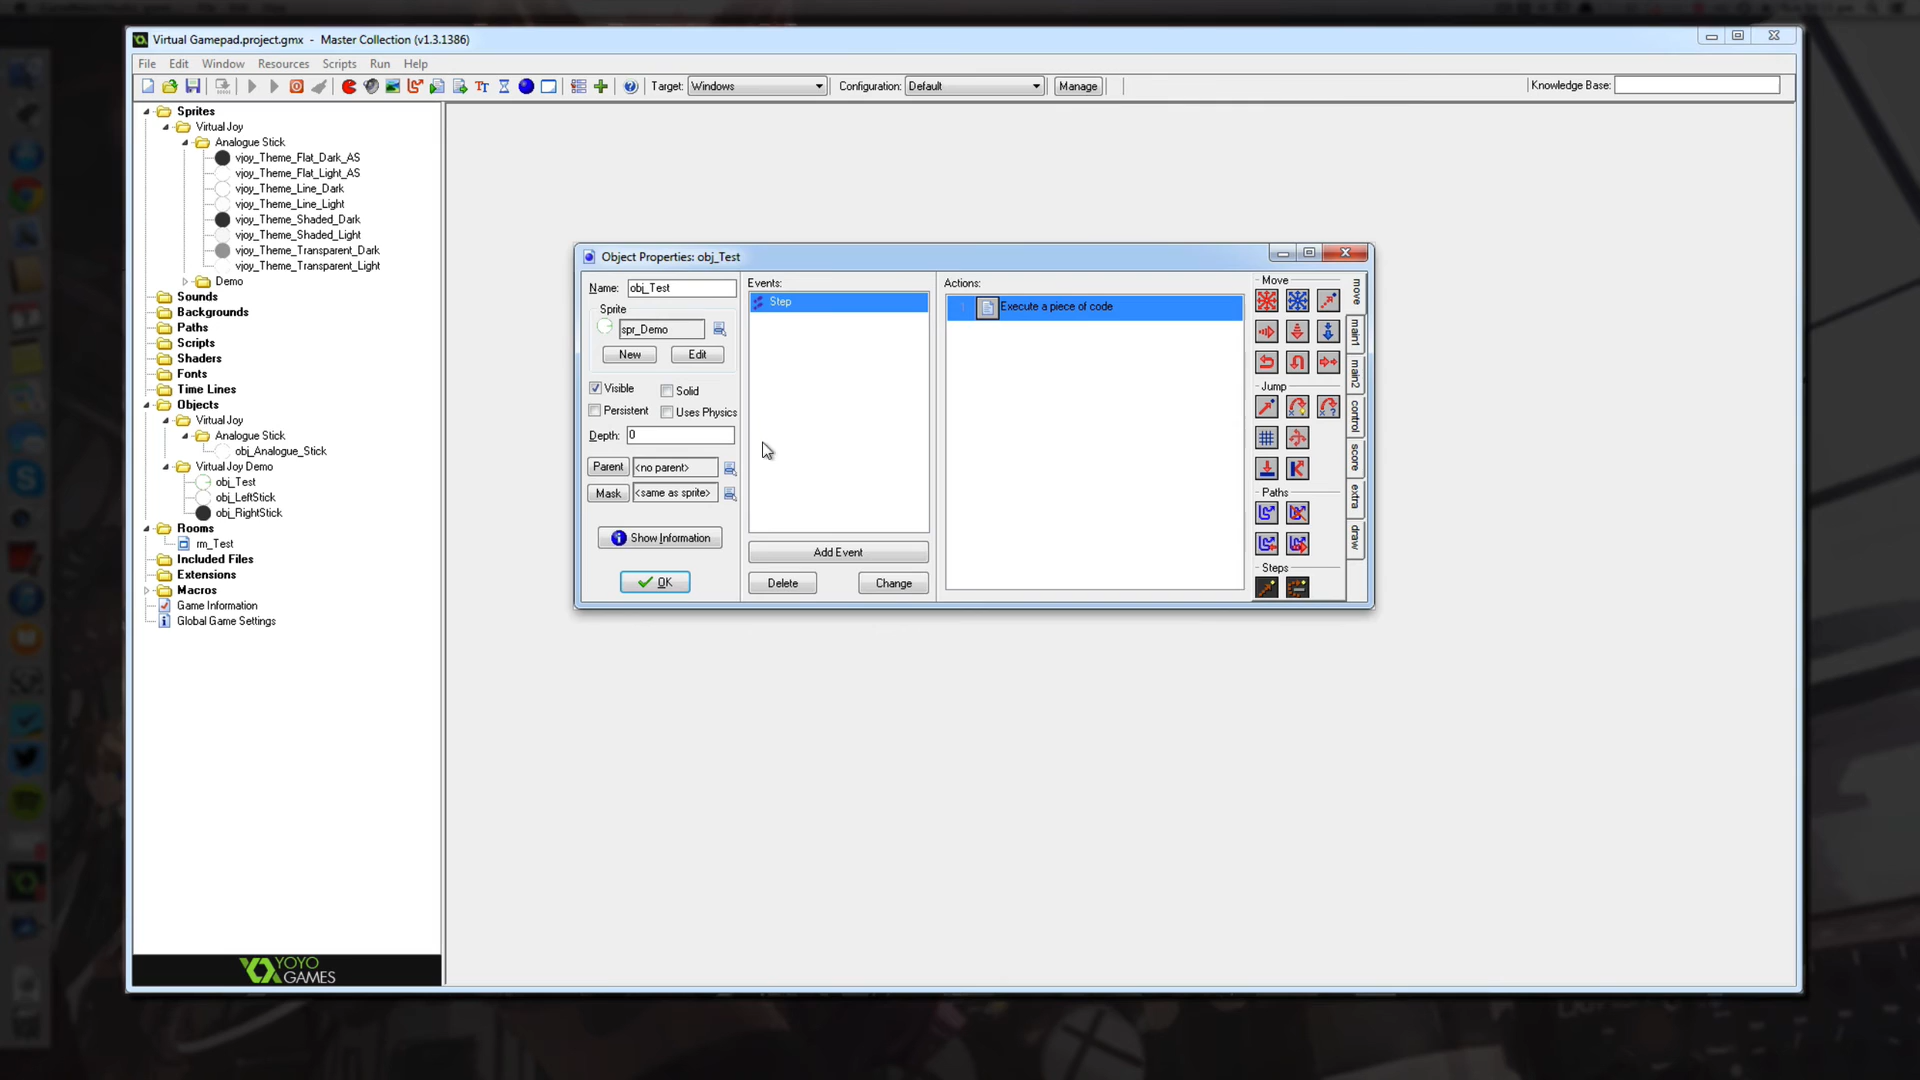 Virtual Gamepad.project.gmx - Master Collection (v1.3.1386)
File Edit Window Resources Scripts Run Help
Target: Windows Configuration: Default Manage Knowledge Base:
Sprites
Virtual Joy
Analogue Stick
vjoy_Theme_Flat_Dark_AS
vjoy_Theme_Flat_Light_AS
vjoy_Theme_Line_Dark
vjoy_Theme_Line_Light
vjoy_Theme_Shaded_Dark
vjoy_Theme_Shaded_Light
vjoy_Theme_Transparent_Dark
vjoy_Theme_Transparent_Light
Demo
Sounds
Backgrounds
Paths
Scripts
Shaders
Fonts
Time Lines
Objects
Virtual Joy
Analogue Stick
obj_Analogue_Stick
Virtual Joy Demo
obj_Test
obj_LeftStick
obj_RightStick
Rooms
rm_Test
Included Files
Extensions
Macros
Game Information
Global Game Settings
YOYO
GAMES
Object Properties: obj_Test
Name: obj_Test
Sprite
spr_Demo
New Edit
Visible Solid
Persistent Uses Physics
Depth: 0
Parent <no parent>
Mask <same as sprite>
Show Information
OK
Events:
Step
Add Event
Delete Change
Actions:
1 Execute a piece of code
Move
Jump
Paths
Steps
move
main1
main2
control
score
extra
draw